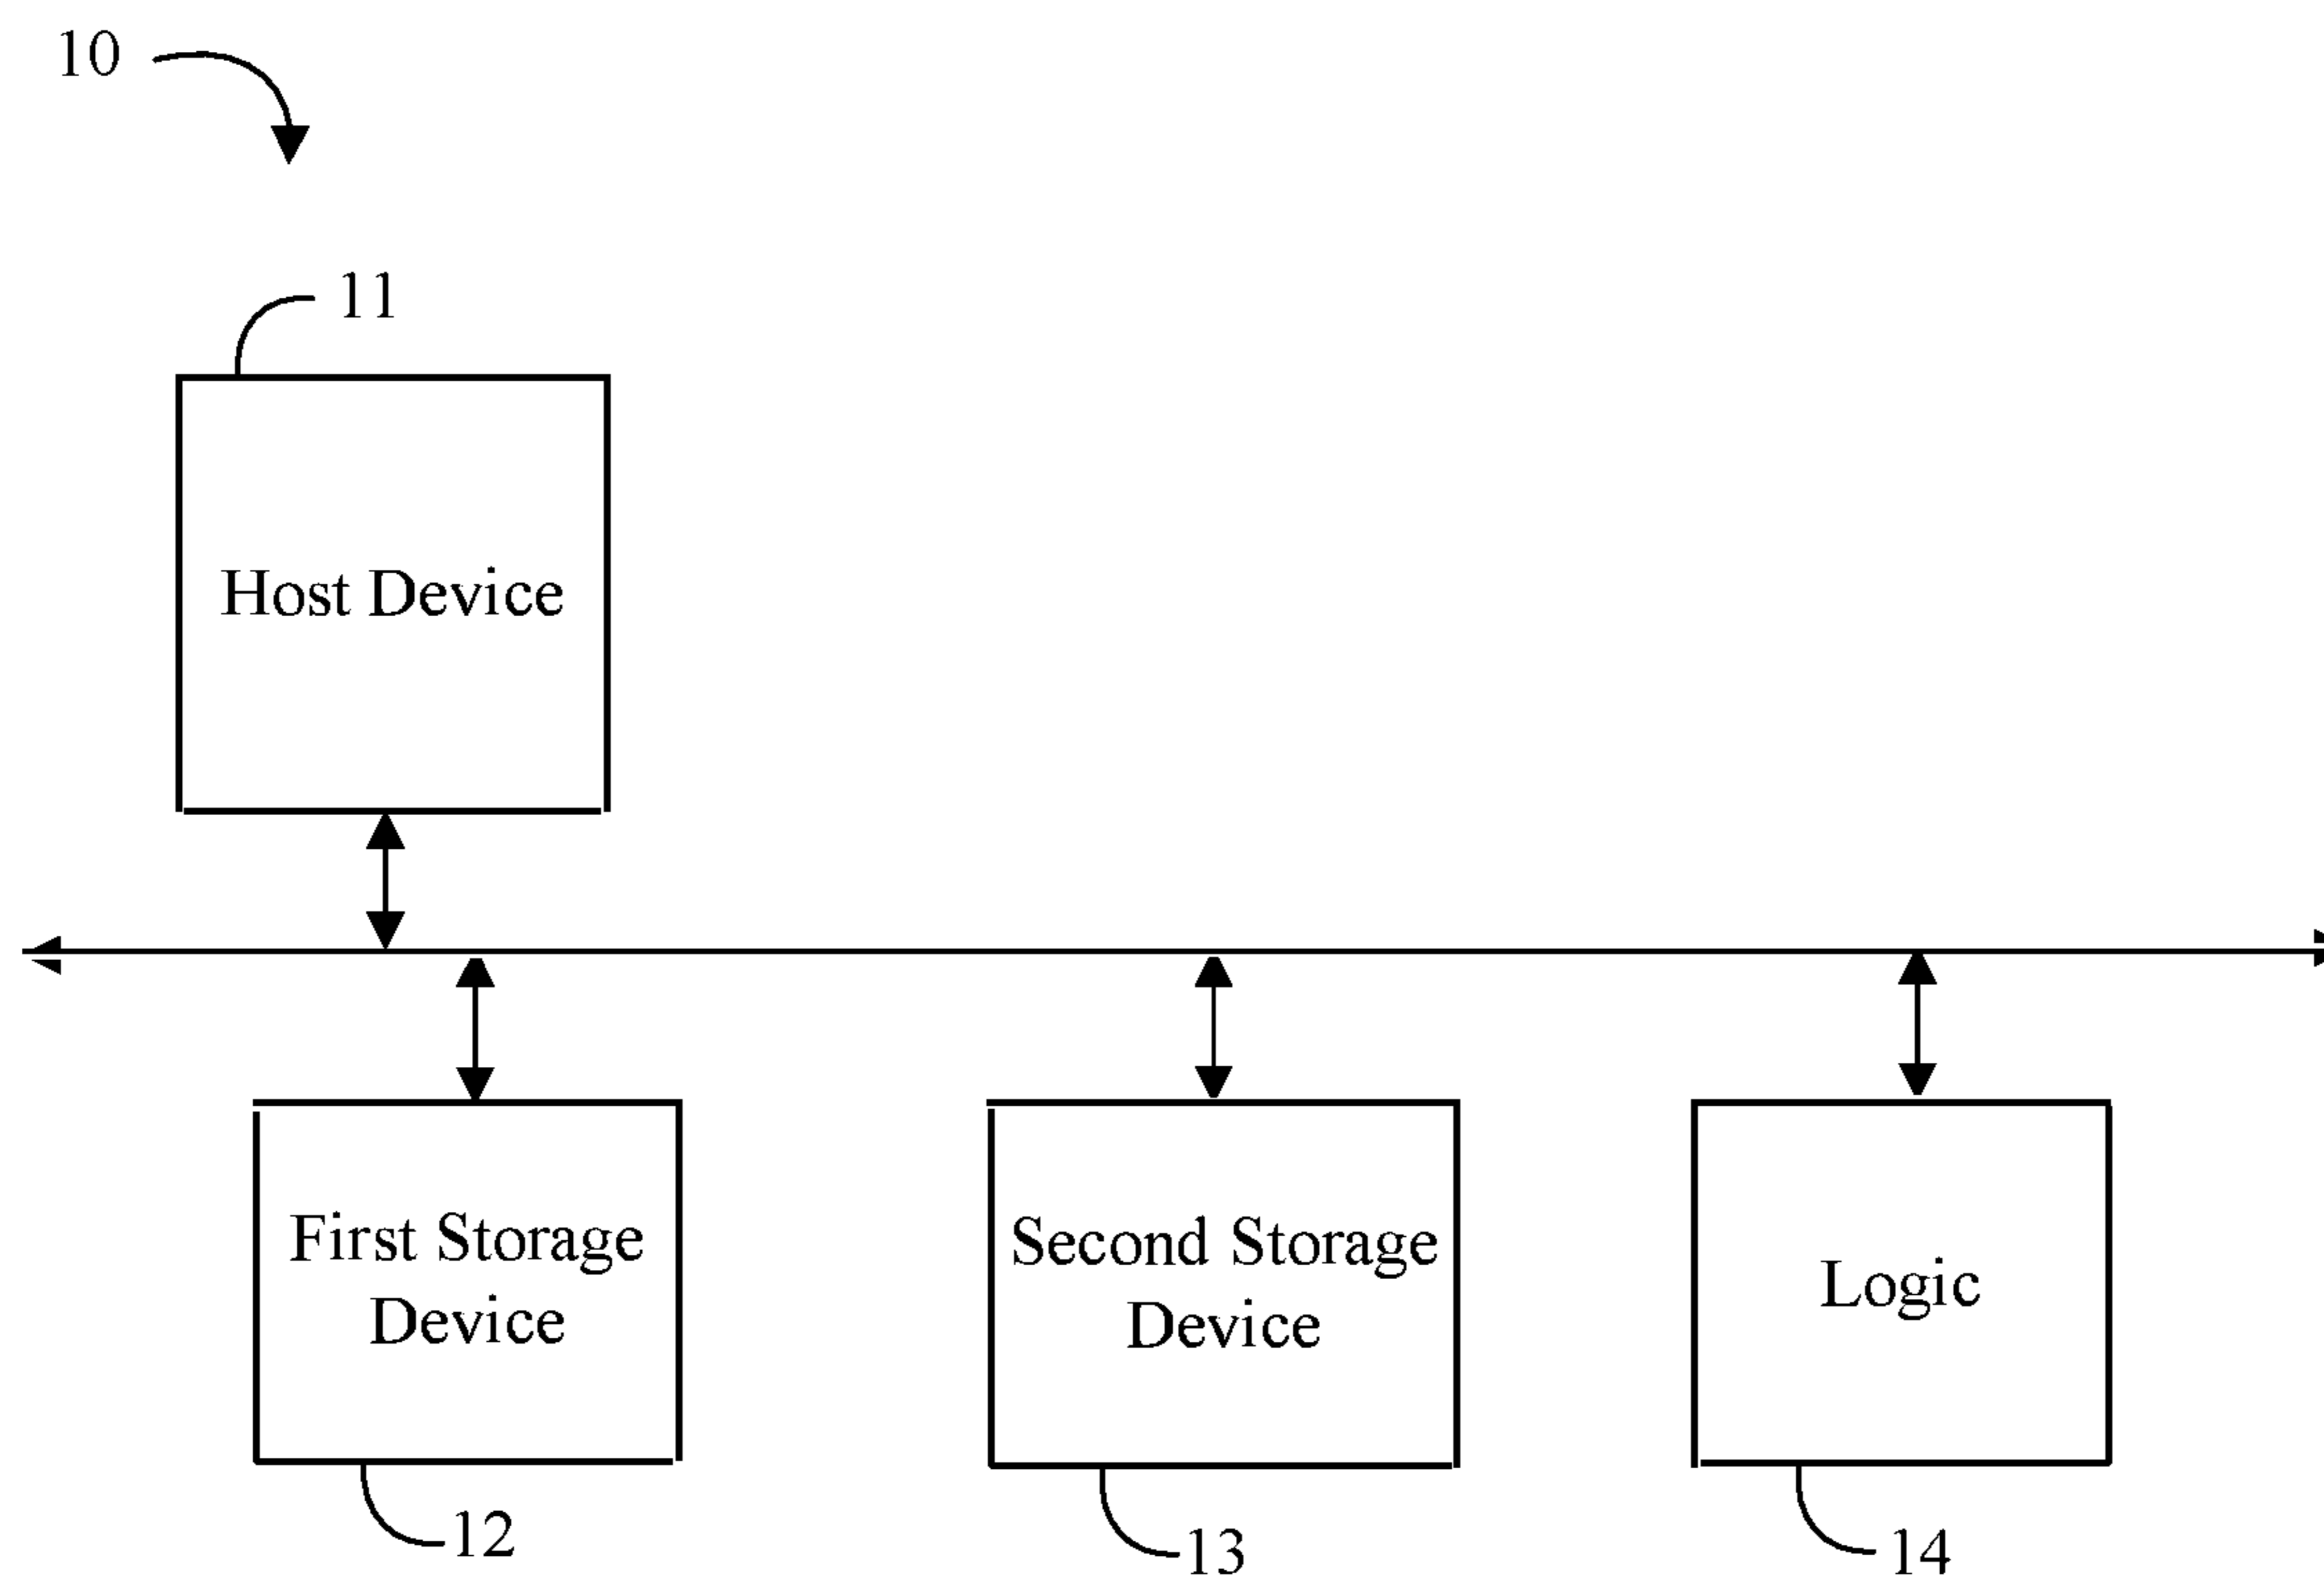 10
11
Host Device
First Storage
Device
Second Storage
Device
Logic
12
13
14